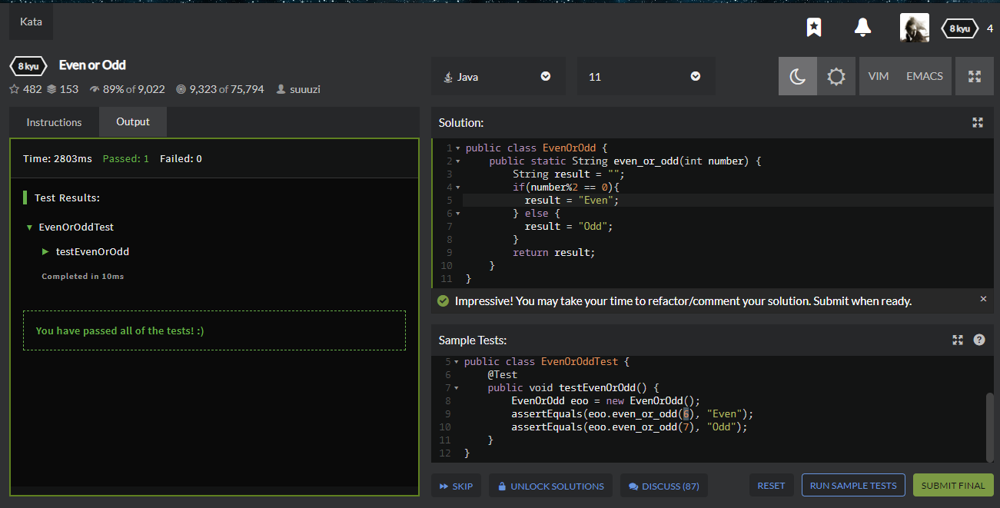 Kata
8 kyu 4
8 kyu Even or Odd
482 153 89% of 9,022 9,323 of 75,794 suuuzi
Java 11 VIM EMACS
Instructions Output
Time: 2803ms Passed: 1 Failed: 0
Test Results:
▼ EvenOrOddTest
▶ testEvenOrOdd
Completed in 10ms
You have passed all of the tests! :)
Solution:
1 public class EvenOrOdd {
2 public static String even_or_odd(int number) {
3 String result = "";
4 if(number%2 == 0){
5 result = "Even";
6 } else {
7 result = "Odd";
8 }
9 return result;
10 }
11 }
Impressive! You may take your time to refactor/comment your solution. Submit when ready. ×
Sample Tests: ?
5 public class EvenOrOddTest {
6 @Test
7 public void testEvenOrOdd() {
8 EvenOrOdd eoo = new EvenOrOdd();
9 assertEquals(eoo.even_or_odd(6), "Even");
10 assertEquals(eoo.even_or_odd(7), "Odd");
11 }
12 }
SKIP UNLOCK SOLUTIONS DISCUSS (87) RESET RUN SAMPLE TESTS SUBMIT FINAL